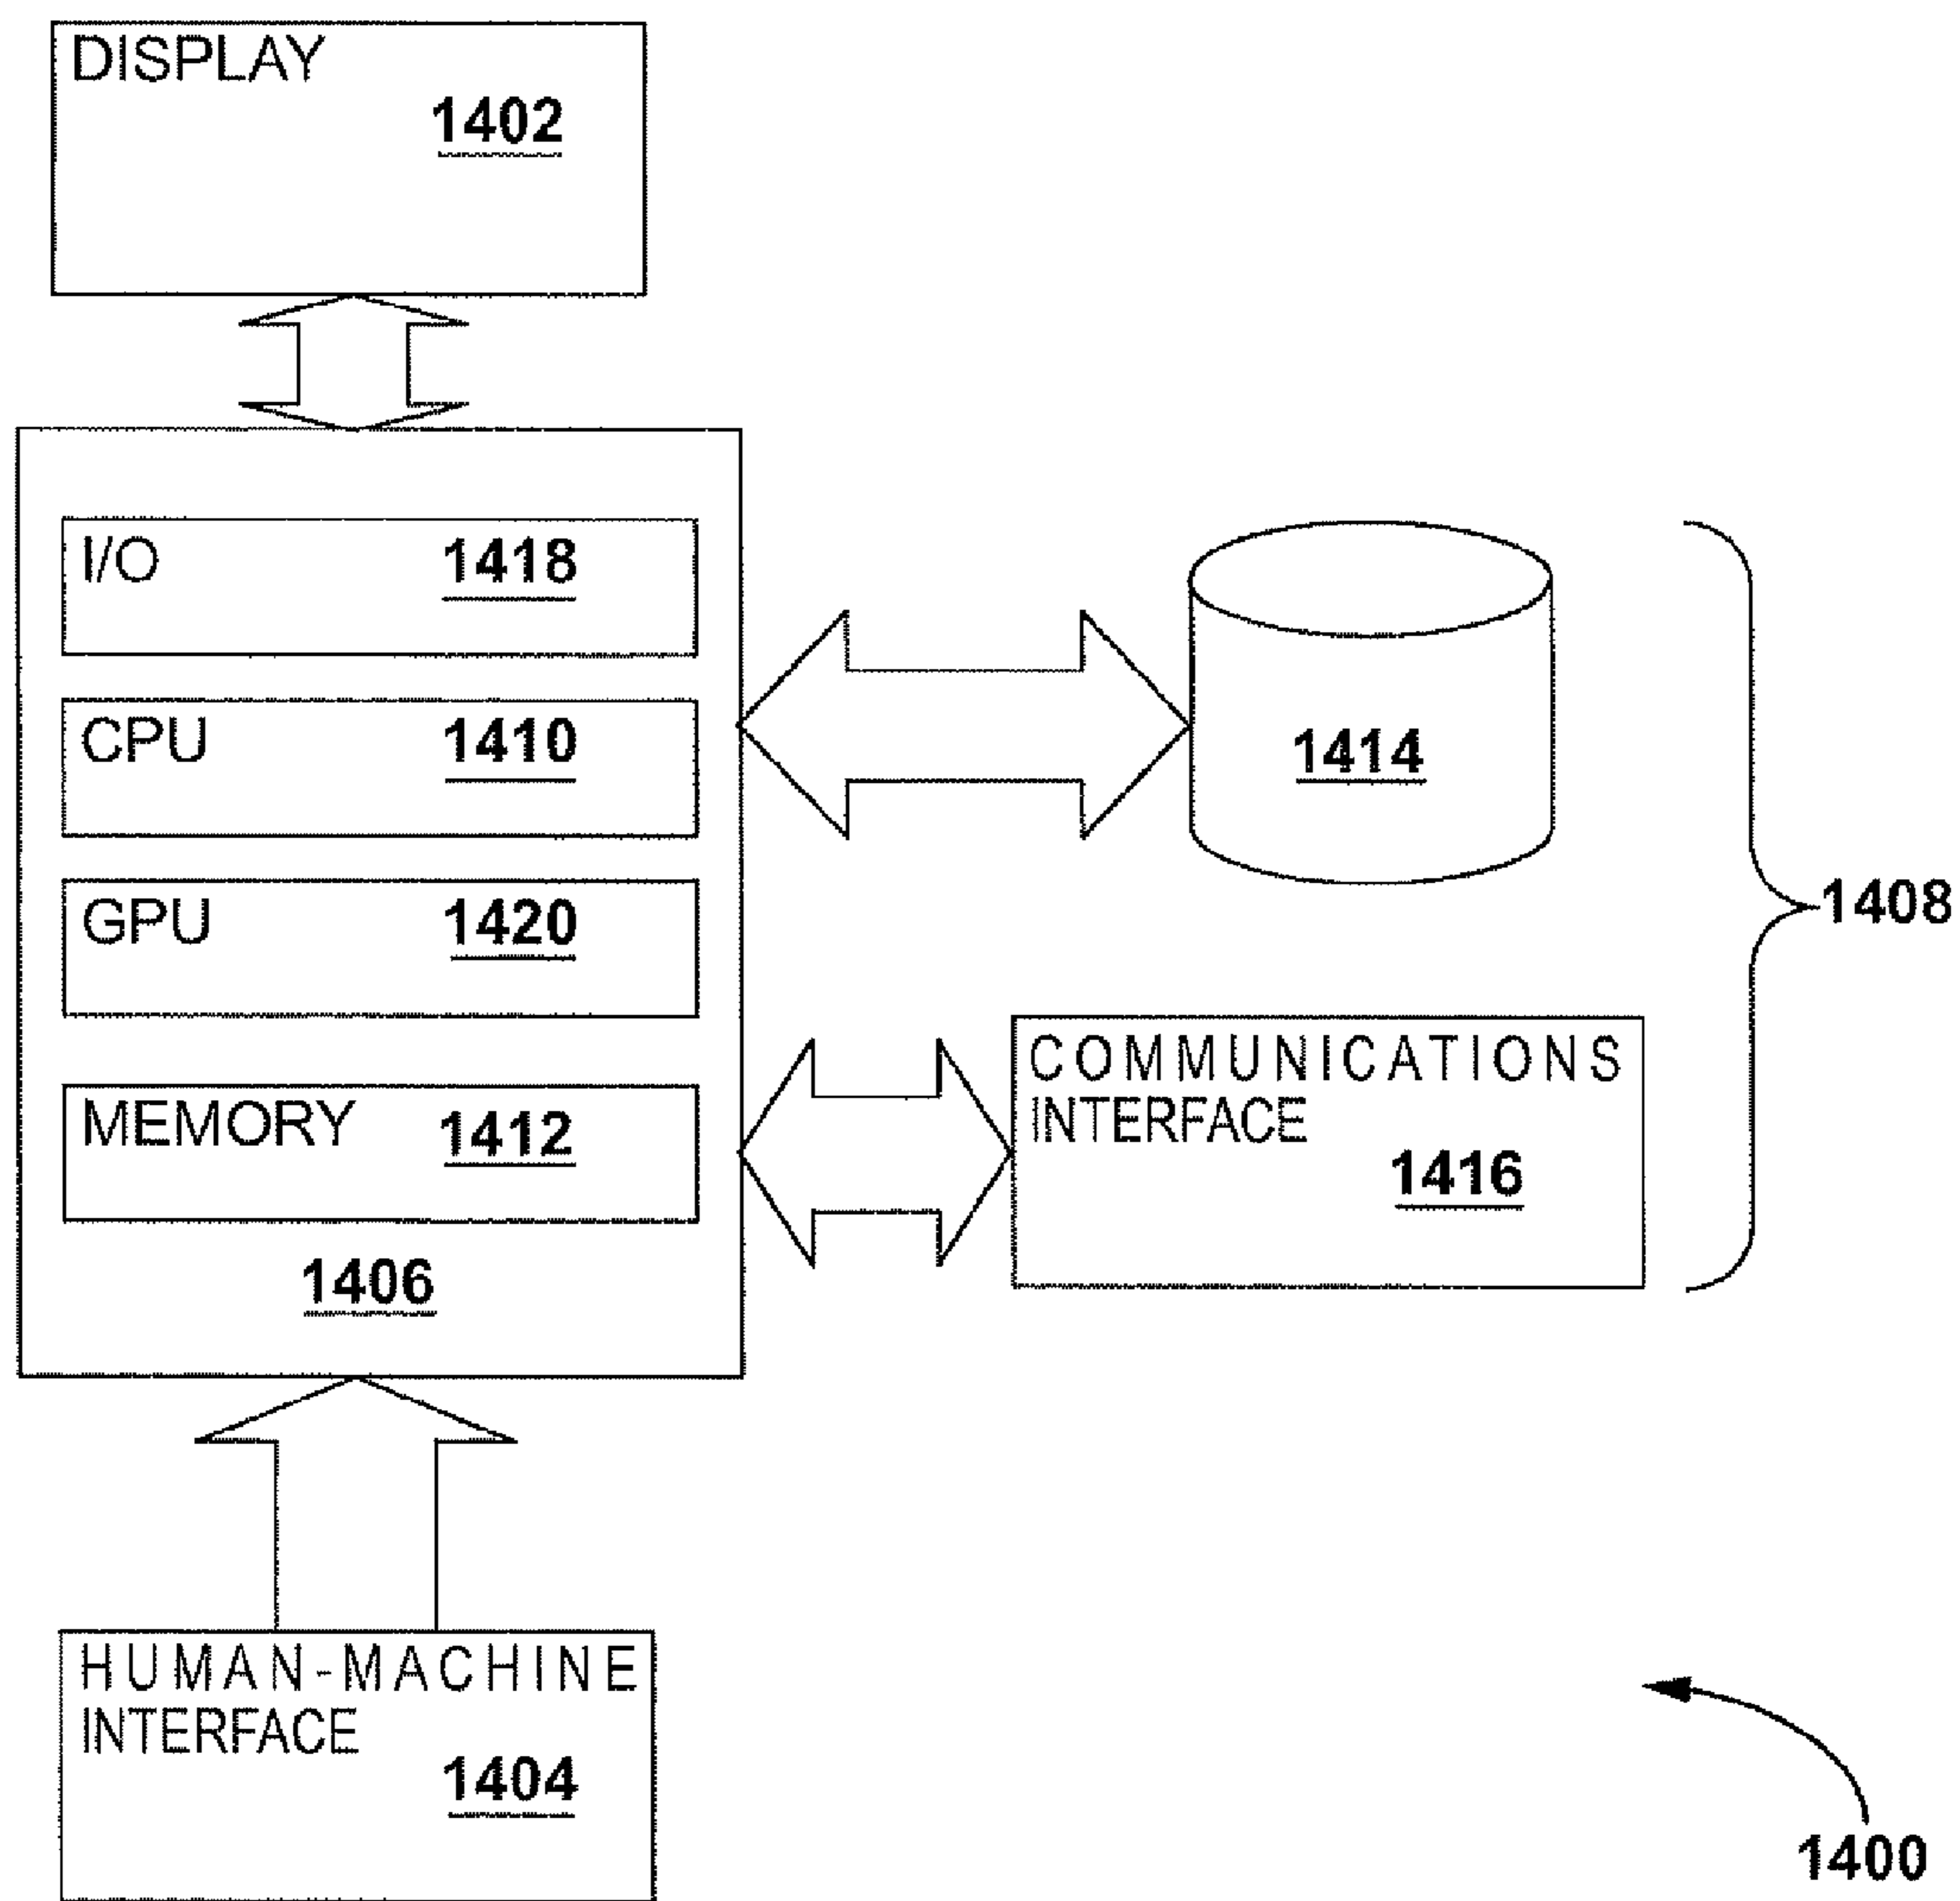 DISPLAY
1402
I/O 1418
CPU 1410
GPU 1420
MEMORY 1412
1406
1414
COMMUNICATIONS
INTERFACE
1416
1408
HUMAN-MACHINE
INTERFACE
1404
1400